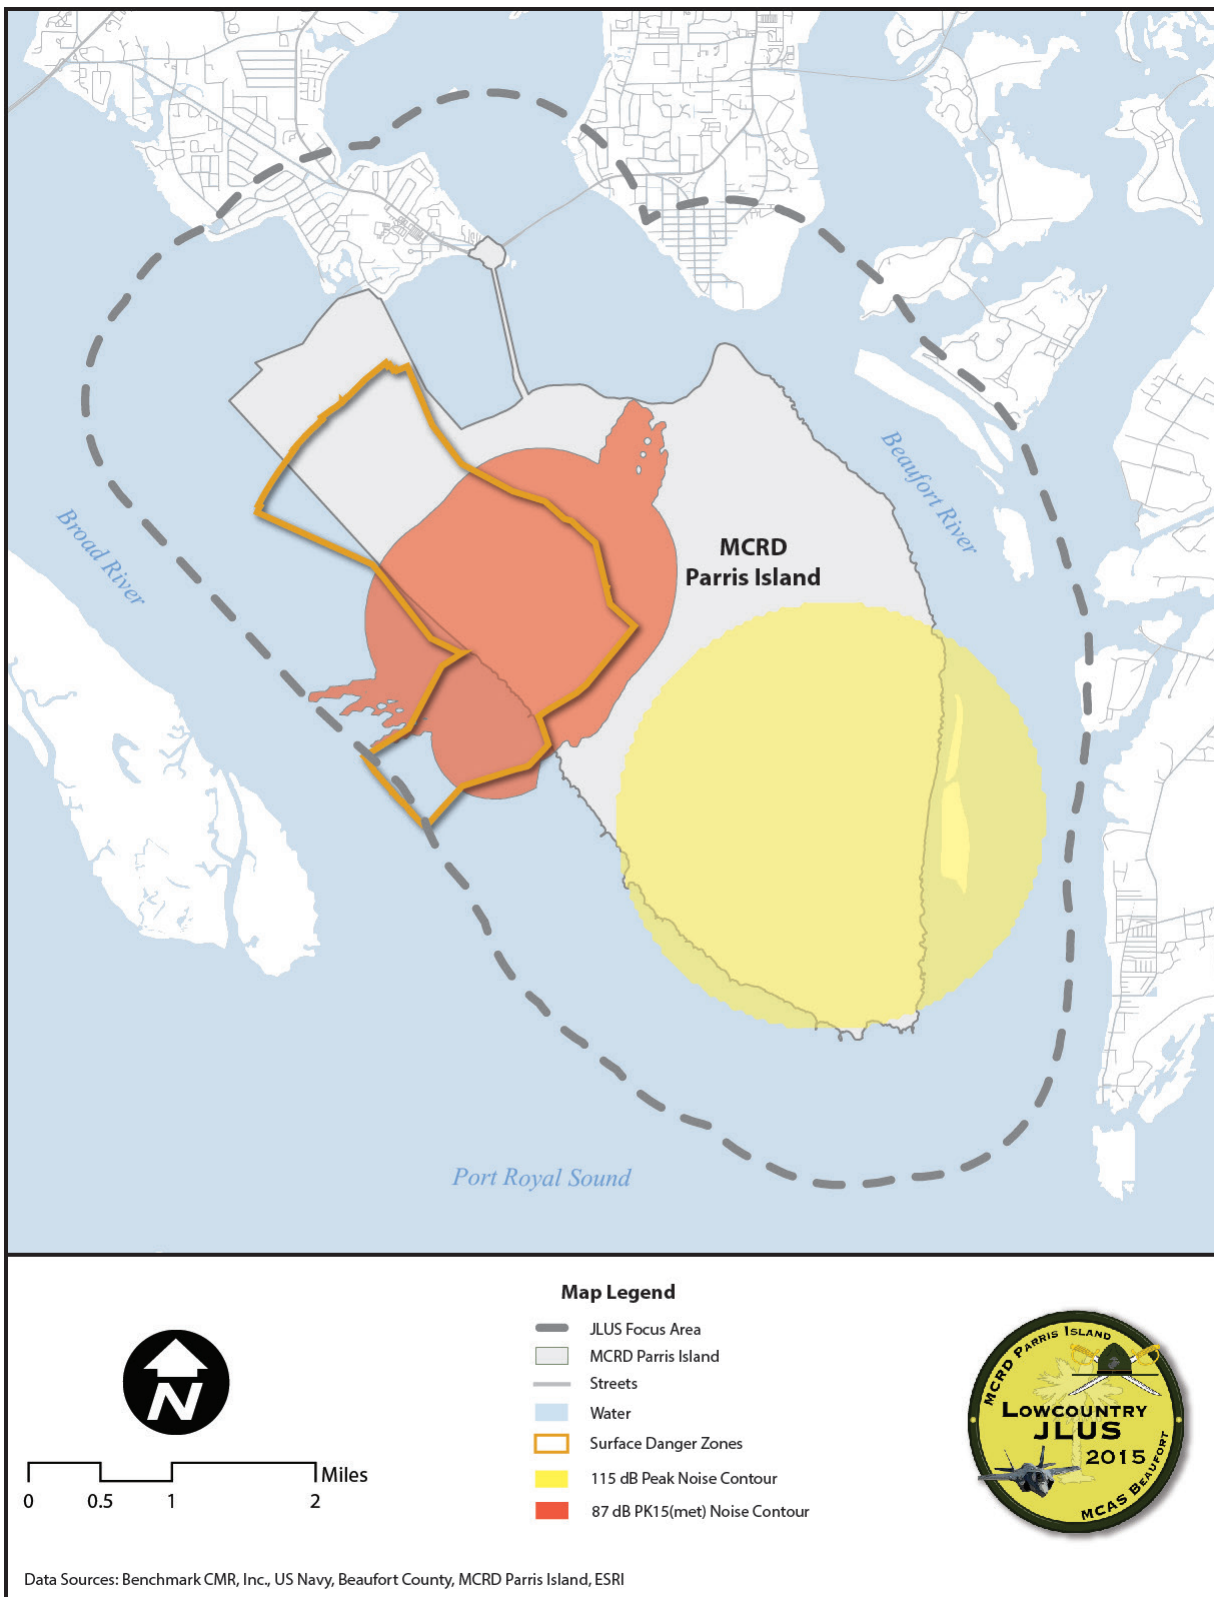 Broad River
Beaufort River
MCRD
Parris Island
Port Royal Sound
Map Legend
JLUS Focus Area
MCRD Parris Island
Streets
Water
Surface Danger Zones
115 dB Peak Noise Contour
87 dB PK15(met) Noise Contour
N
Miles
0 0.5 1 2
MCRD PARRIS ISLAND
LOWCOUNTRY
JLUS
2015
MCAS BEAUFORT
Data Sources: Benchmark CMR, Inc., US Navy, Beaufort County, MCRD Parris Island, ESRI